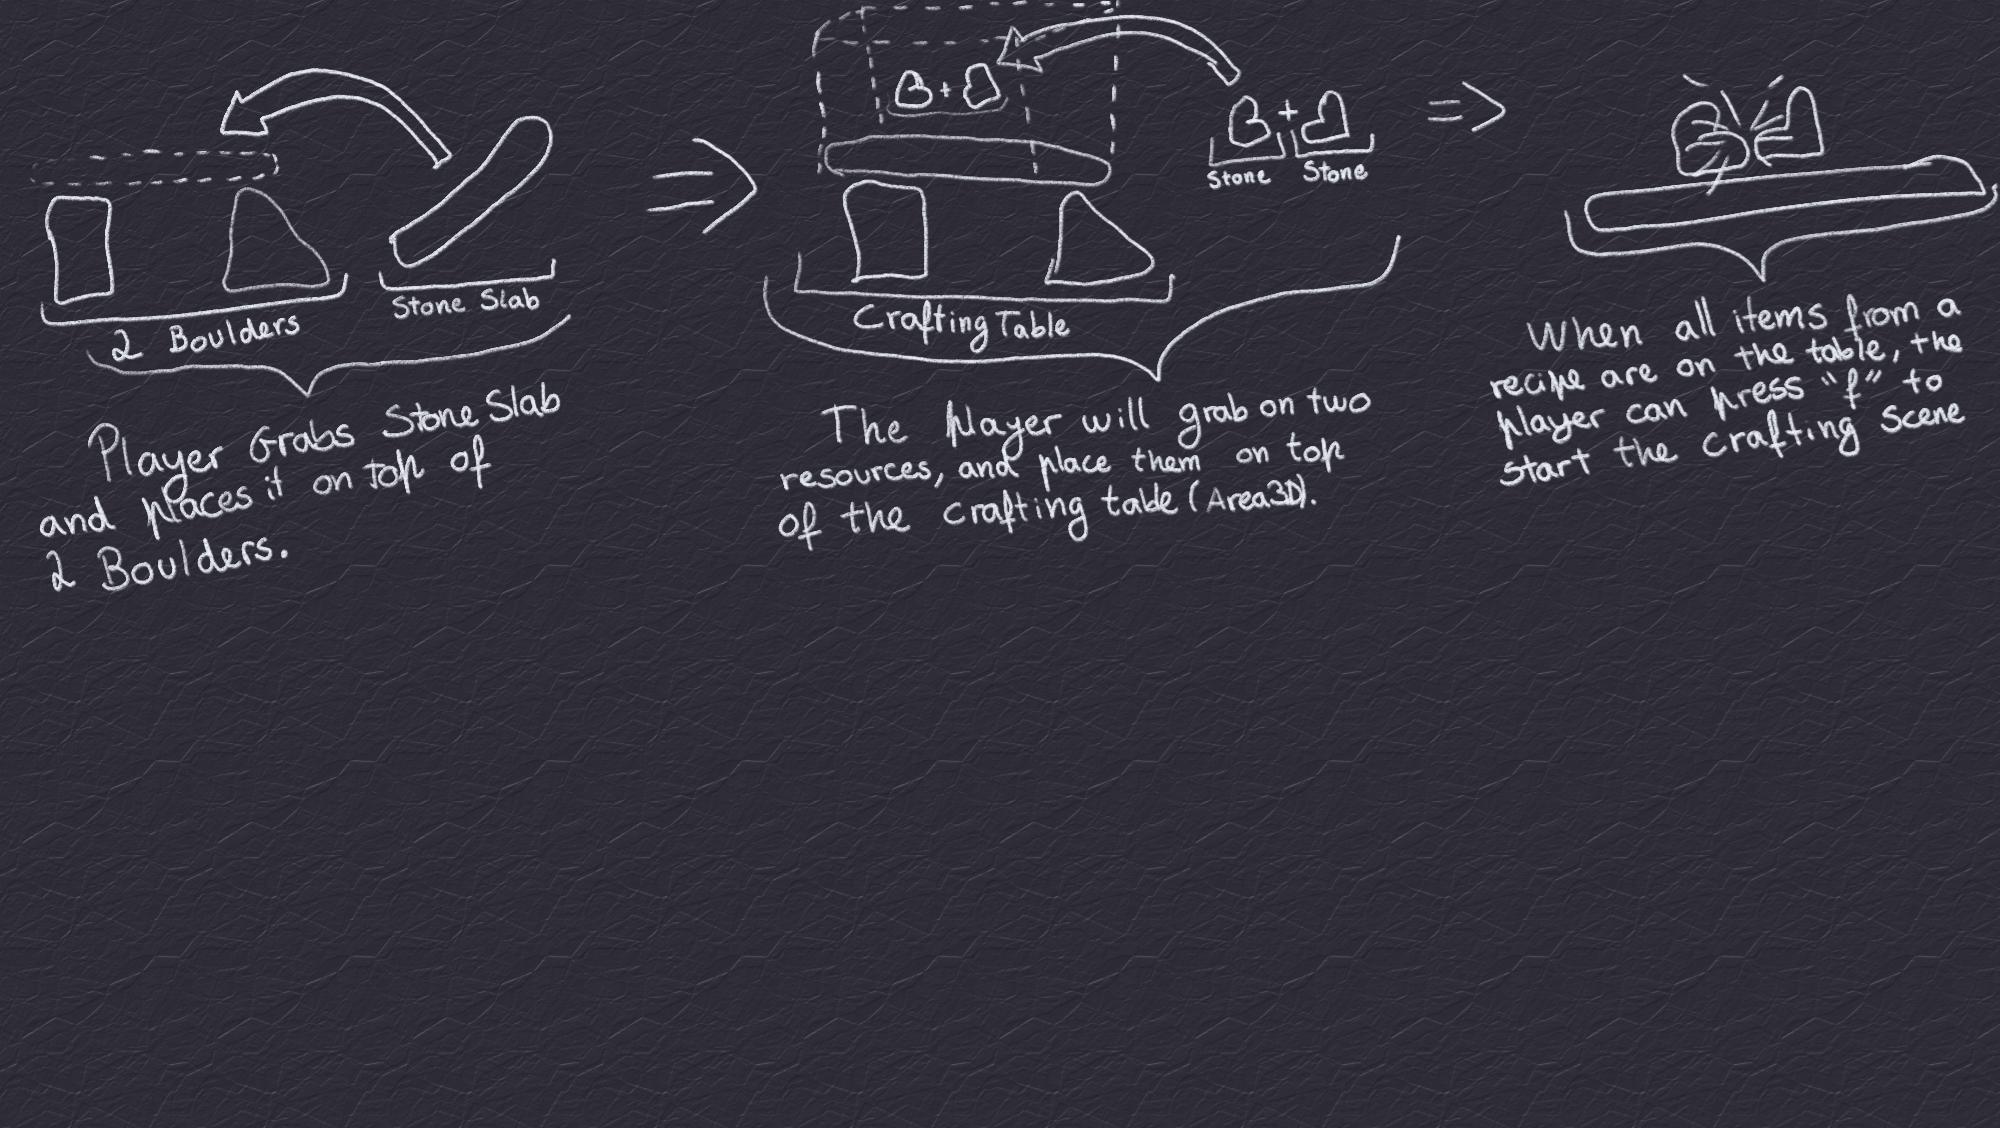 2 Boulders
Stone Slab
Player Grabs Stone Slab
and places it on top of
2 Boulders.
+
+
Stone Stone
Crafting Table
The player will grab on two
resources, and place them on top
of the crafting table (Area3D).
When all items from a
recipe are on the table, the
player can press "f" to
start the crafting scene